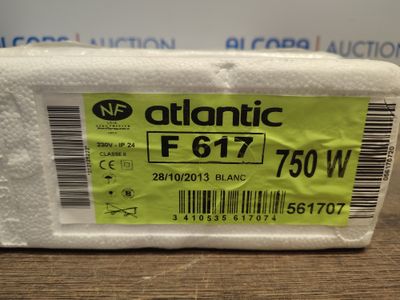 ALCOPA AUCTION
ALCOPA AUCTION
NF
atlantic
F 617
750 W
230V - IP 24
CLASSE II
28/10/2013 BLANC
561707
3 410535 617074